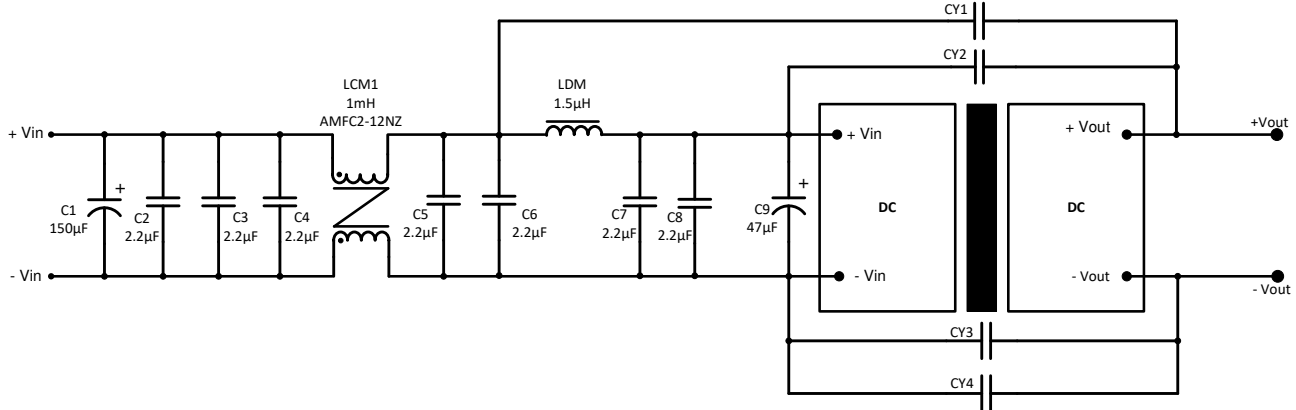 CY1
CY2
LCM1
1mH
AMFC2-12NZ
LDM
1.5µH
+ Vin
+ Vin
+ Vout
+Vout
+
C1
150µF
C2
2.2µF
C3
2.2µF
C4
2.2µF
C5
2.2µF
C6
2.2µF
C7
2.2µF
C8
2.2µF
+
C9
47µF
DC
DC
- Vin
- Vin
- Vout
- Vout
CY3
CY4